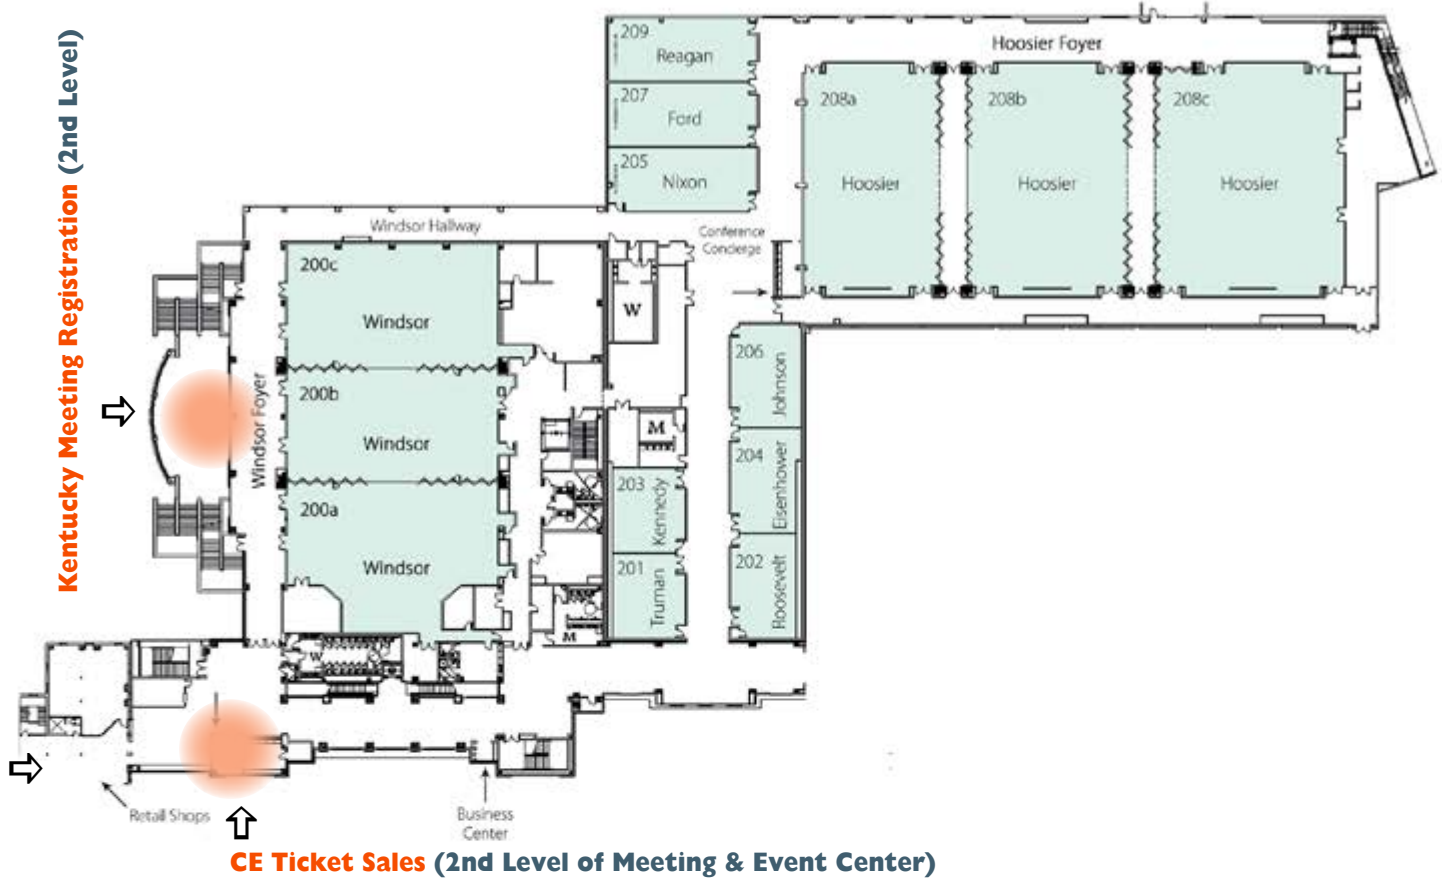 Kentucky Meeting Registration (2nd Level)
209
Reagan
207
Ford
205
Nixon
Hoosier Foyer
208a
Hoosier
208b
Hoosier
208c
Hoosier
Windsor Hallway
Conference
Concierge
200c
Windsor
W
Windsor Foyer
200b
Windsor
M
200a
Windsor
203
Kennedy
201
Truman
206
Johnson
204
Eisenhower
202
Roosevelt
W
M
Retail Shops
Business
Center
CE Ticket Sales (2nd Level of Meeting & Event Center)